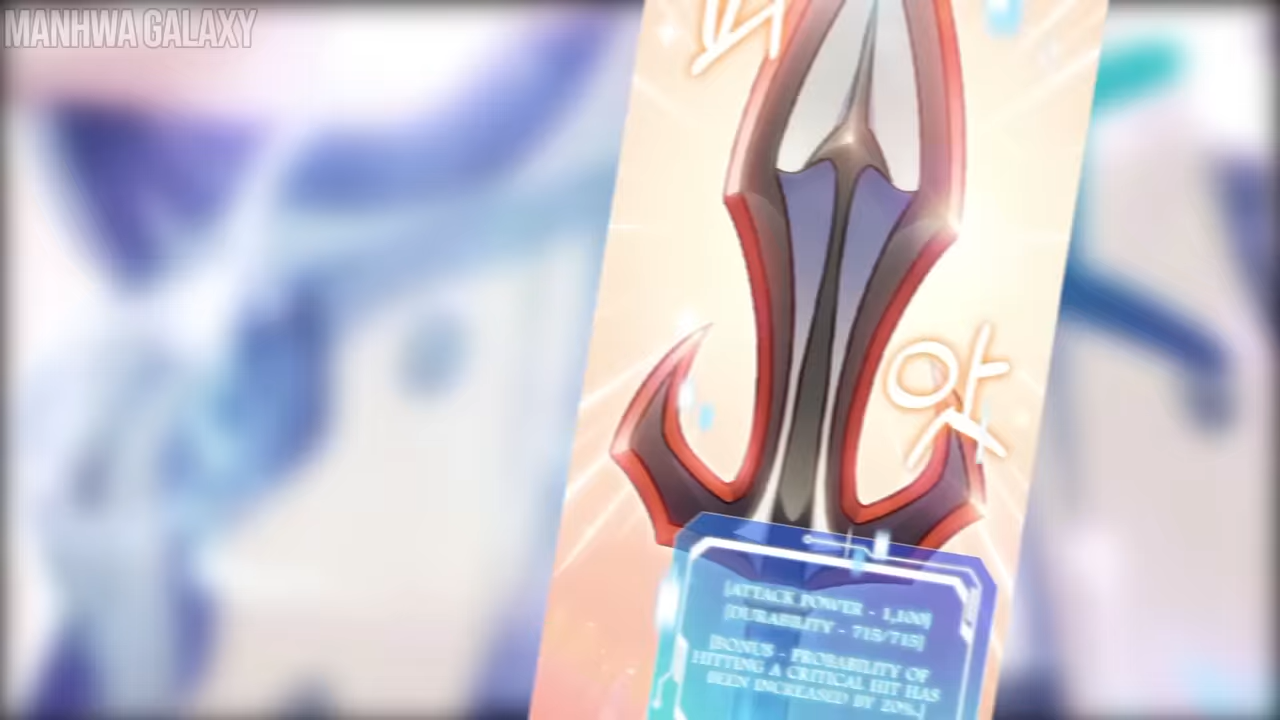 MANHWA GALAXY
앗
[ATTACK POWER - 1,100]
[DURABILITY - 715/715]
[BONUS - PROBABILITY OF
HITTING A CRITICAL HIT HAS
BEEN INCREASED BY 20%.]